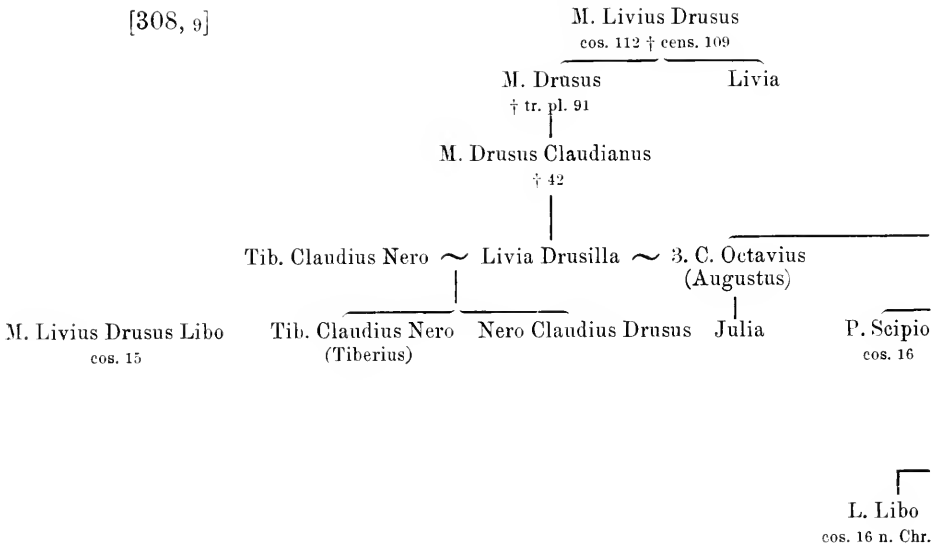 [308, 9]
M. Livius Drusus
cos. 112 † cens. 109
M. Drusus
Livia
† tr. pl. 91
M. Drusus Claudianus
† 42
Tib. Claudius Nero ~ Livia Drusilla ~ 3. C. Octavius
(Augustus)
M. Livius Drusus Libo
cos. 15
Tib. Claudius Nero
(Tiberius)
Nero Claudius Drusus
Julia
P. Scipio
cos. 16
L. Libo
cos. 16 n. Chr.